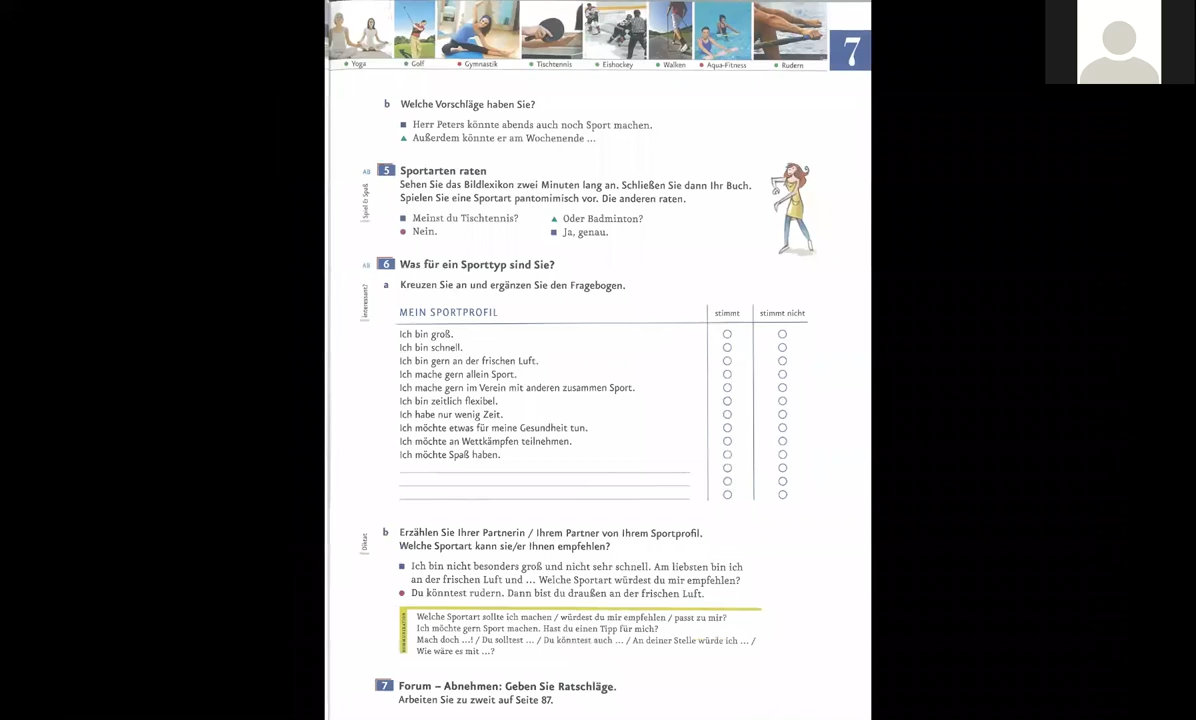 Yoga
Golf
Gymnastik
Tischtennis
Eishockey
Walken
Aqua-Fitness
Rudern
7
b Welche Vorschläge haben Sie?
Herr Peters könnte abends auch noch Sport machen.
Außerdem könnte er am Wochenende ...
AB 5 Sportarten raten
Spiel & Spaß
Sehen Sie das Bildlexikon zwei Minuten lang an. Schließen Sie dann Ihr Buch.
Spielen Sie eine Sportart pantomimisch vor. Die anderen raten.
Meinst du Tischtennis?
Oder Badminton?
Nein.
Ja, genau.
AB 6 Was für ein Sporttyp sind Sie?
Interessant?
a Kreuzen Sie an und ergänzen Sie den Fragebogen.
MEIN SPORTPROFIL stimmt stimmt nicht
Ich bin groß.
Ich bin schnell.
Ich bin gern an der frischen Luft.
Ich mache gern allein Sport.
Ich mache gern im Verein mit anderen zusammen Sport.
Ich bin zeitlich flexibel.
Ich habe nur wenig Zeit.
Ich möchte etwas für meine Gesundheit tun.
Ich möchte an Wettkämpfen teilnehmen.
Ich möchte Spaß haben.
Diktat
b Erzählen Sie Ihrer Partnerin / Ihrem Partner von Ihrem Sportprofil.
Welche Sportart kann sie/er Ihnen empfehlen?
Ich bin nicht besonders groß und nicht sehr schnell. Am liebsten bin ich
an der frischen Luft und ... Welche Sportart würdest du mir empfehlen?
Du könntest rudern. Dann bist du draußen an der frischen Luft.
Welche Sportart sollte ich machen / würdest du mir empfehlen / passt zu mir?
Ich möchte gern Sport machen. Hast du einen Tipp für mich?
Mach doch ...! / Du solltest ... / Du könntest auch ... / An deiner Stelle würde ich ... /
Wie wäre es mit ...?
7 Forum – Abnehmen: Geben Sie Ratschläge.
Arbeiten Sie zu zweit auf Seite 87.